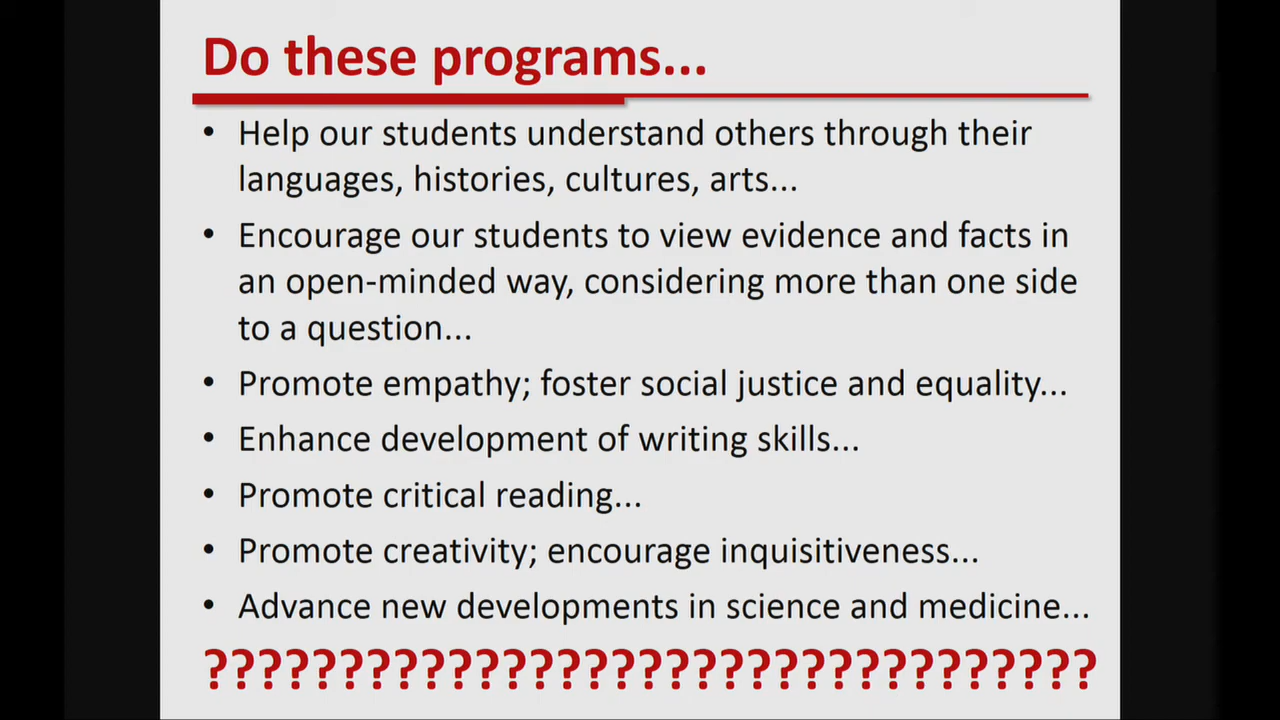 Do these programs...
• Help our students understand others through their
languages, histories, cultures, arts...
• Encourage our students to view evidence and facts in
an open-minded way, considering more than one side
to a question...
• Promote empathy; foster social justice and equality...
• Enhance development of writing skills...
• Promote critical reading...
• Promote creativity; encourage inquisitiveness...
• Advance new developments in science and medicine...
?????????????????????????????????